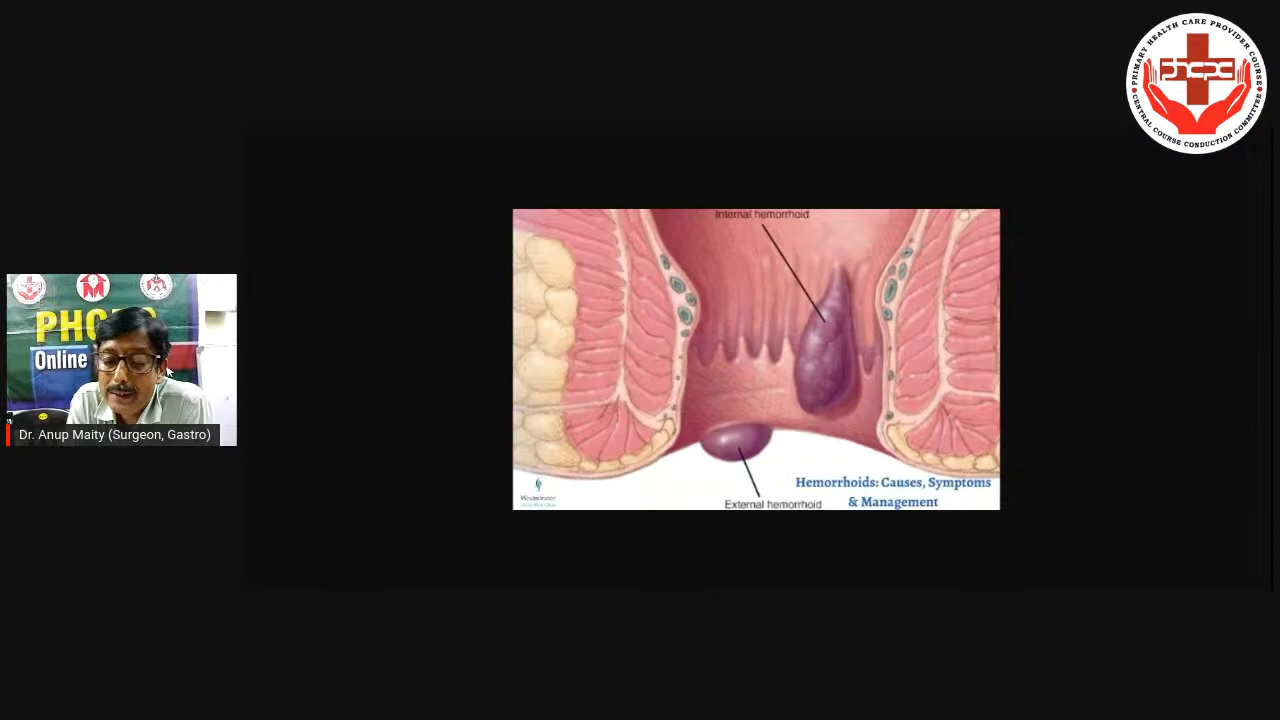 PRIMARY HEALTH CARE PROVIDER COURSE
phcpc
CENTRAL COURSE CONDUCTION COMMITTEE
Internal hemorrhoid
Online
Dr. Anup Maity (Surgeon, Gastro)
Hemorrhoids: Causes, Symptoms
& Management
External hemorrhoid